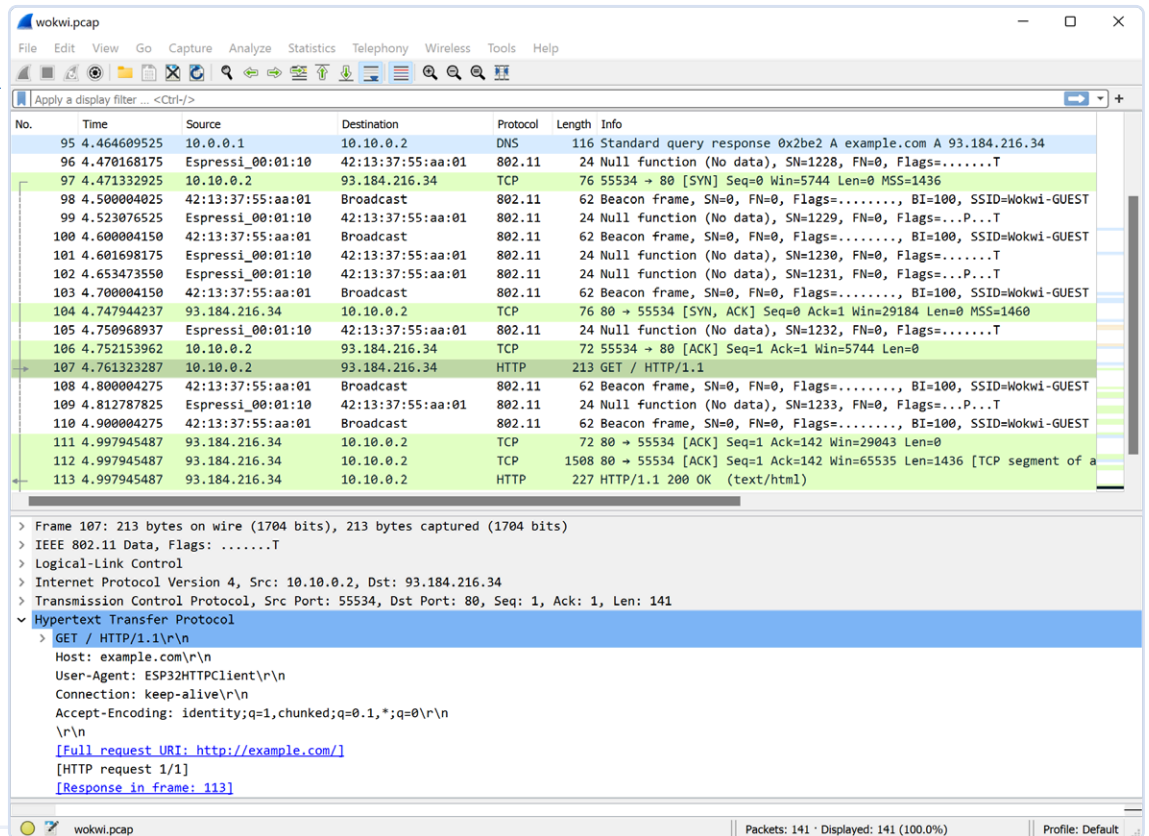 wokwi.pcap
File Edit View Go Capture Analyze Statistics Telephony Wireless Tools Help
Apply a display filter ... <Ctrl-/>
No. Time Source Destination Protocol Length Info
95 4.464609525 10.0.0.1 10.10.0.2 DNS 116 Standard query response 0x2be2 A example.com A 93.184.216.34
96 4.470168175 Espressi_00:01:10 42:13:37:55:aa:01 802.11 24 Null function (No data), SN=1228, FN=0, Flags=.......T
97 4.471332925 10.10.0.2 93.184.216.34 TCP 76 55534 → 80 [SYN] Seq=0 Win=5744 Len=0 MSS=1436
98 4.500004025 42:13:37:55:aa:01 Broadcast 802.11 62 Beacon frame, SN=0, FN=0, Flags=........, BI=100, SSID=Wokwi-GUEST
99 4.523076525 Espressi_00:01:10 42:13:37:55:aa:01 802.11 24 Null function (No data), SN=1229, FN=0, Flags=...P...T
100 4.600004150 42:13:37:55:aa:01 Broadcast 802.11 62 Beacon frame, SN=0, FN=0, Flags=........, BI=100, SSID=Wokwi-GUEST
101 4.601698175 Espressi_00:01:10 42:13:37:55:aa:01 802.11 24 Null function (No data), SN=1230, FN=0, Flags=.......T
102 4.653473550 Espressi_00:01:10 42:13:37:55:aa:01 802.11 24 Null function (No data), SN=1231, FN=0, Flags=...P...T
103 4.700004150 42:13:37:55:aa:01 Broadcast 802.11 62 Beacon frame, SN=0, FN=0, Flags=........, BI=100, SSID=Wokwi-GUEST
104 4.747944237 93.184.216.34 10.10.0.2 TCP 76 80 → 55534 [SYN, ACK] Seq=0 Ack=1 Win=29184 Len=0 MSS=1460
105 4.750968937 Espressi_00:01:10 42:13:37:55:aa:01 802.11 24 Null function (No data), SN=1232, FN=0, Flags=.......T
106 4.752153962 10.10.0.2 93.184.216.34 TCP 72 55534 → 80 [ACK] Seq=1 Ack=1 Win=5744 Len=0
107 4.761323287 10.10.0.2 93.184.216.34 HTTP 213 GET / HTTP/1.1
108 4.800004275 42:13:37:55:aa:01 Broadcast 802.11 62 Beacon frame, SN=0, FN=0, Flags=........, BI=100, SSID=Wokwi-GUEST
109 4.812787825 Espressi_00:01:10 42:13:37:55:aa:01 802.11 24 Null function (No data), SN=1233, FN=0, Flags=...P...T
110 4.900004275 42:13:37:55:aa:01 Broadcast 802.11 62 Beacon frame, SN=0, FN=0, Flags=........, BI=100, SSID=Wokwi-GUEST
111 4.997945487 93.184.216.34 10.10.0.2 TCP 72 80 → 55534 [ACK] Seq=1 Ack=142 Win=29043 Len=0
112 4.997945487 93.184.216.34 10.10.0.2 TCP 1508 80 → 55534 [ACK] Seq=1 Ack=142 Win=65535 Len=1436 [TCP segment of a
113 4.997945487 93.184.216.34 10.10.0.2 HTTP 227 HTTP/1.1 200 OK (text/html)
> Frame 107: 213 bytes on wire (1704 bits), 213 bytes captured (1704 bits)
> IEEE 802.11 Data, Flags: .......T
> Logical-Link Control
> Internet Protocol Version 4, Src: 10.10.0.2, Dst: 93.184.216.34
> Transmission Control Protocol, Src Port: 55534, Dst Port: 80, Seq: 1, Ack: 1, Len: 141
Hypertext Transfer Protocol
> GET / HTTP/1.1\r\n
Host: example.com\r\n
User-Agent: ESP32HTTPClient\r\n
Connection: keep-alive\r\n
Accept-Encoding: identity;q=1,chunked;q=0.1,*;q=0\r\n
\r\n
[Full request URI: http://example.com/]
[HTTP request 1/1]
[Response in frame: 113]
wokwi.pcap Packets: 141 · Displayed: 141 (100.0%) Profile: Default